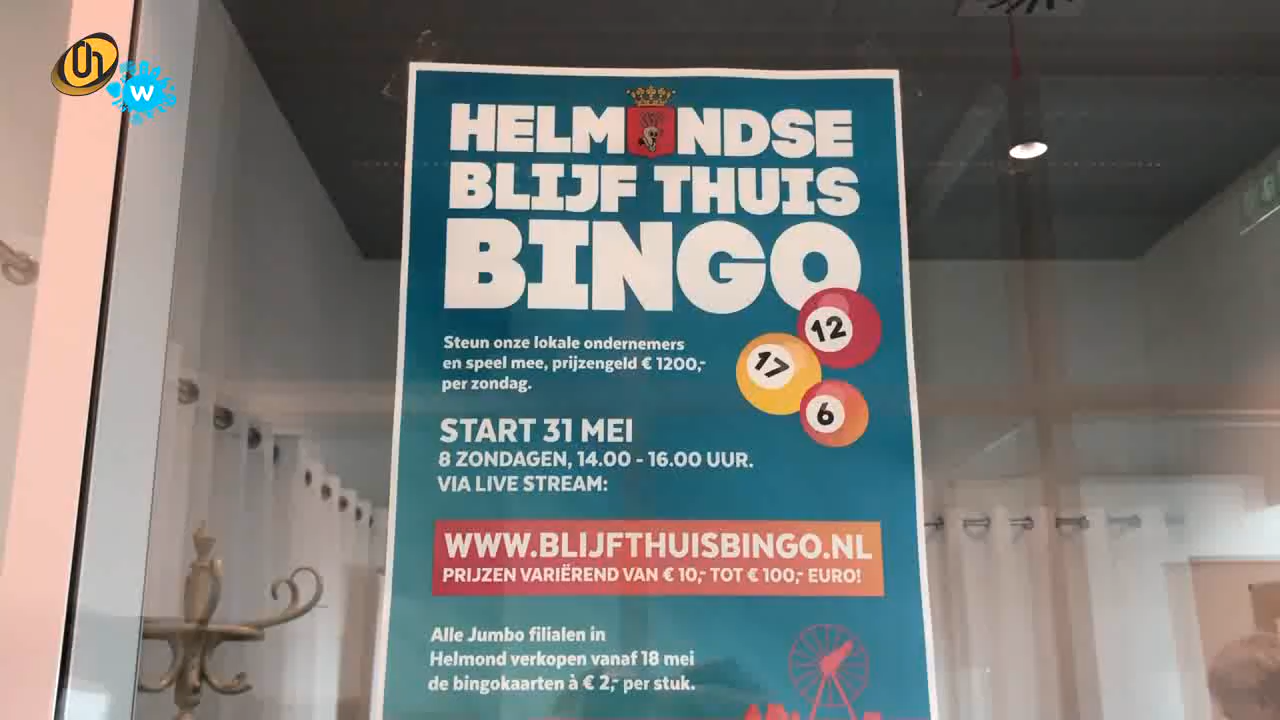 W
HELMONDSE
BLIJF THUIS
BINGO
12
17
6
Steun onze lokale ondernemers
en speel mee, prijzengeld € 1200,-
per zondag.
START 31 MEI
8 ZONDAGEN, 14.00 - 16.00 UUR.
VIA LIVE STREAM:
WWW.BLIJFTHUISBINGO.NL
PRIJZEN VARIËREND VAN € 10,- TOT € 100,- EURO!
Alle Jumbo filialen in
Helmond verkopen vanaf 18 mei
de bingokaarten à € 2,- per stuk.